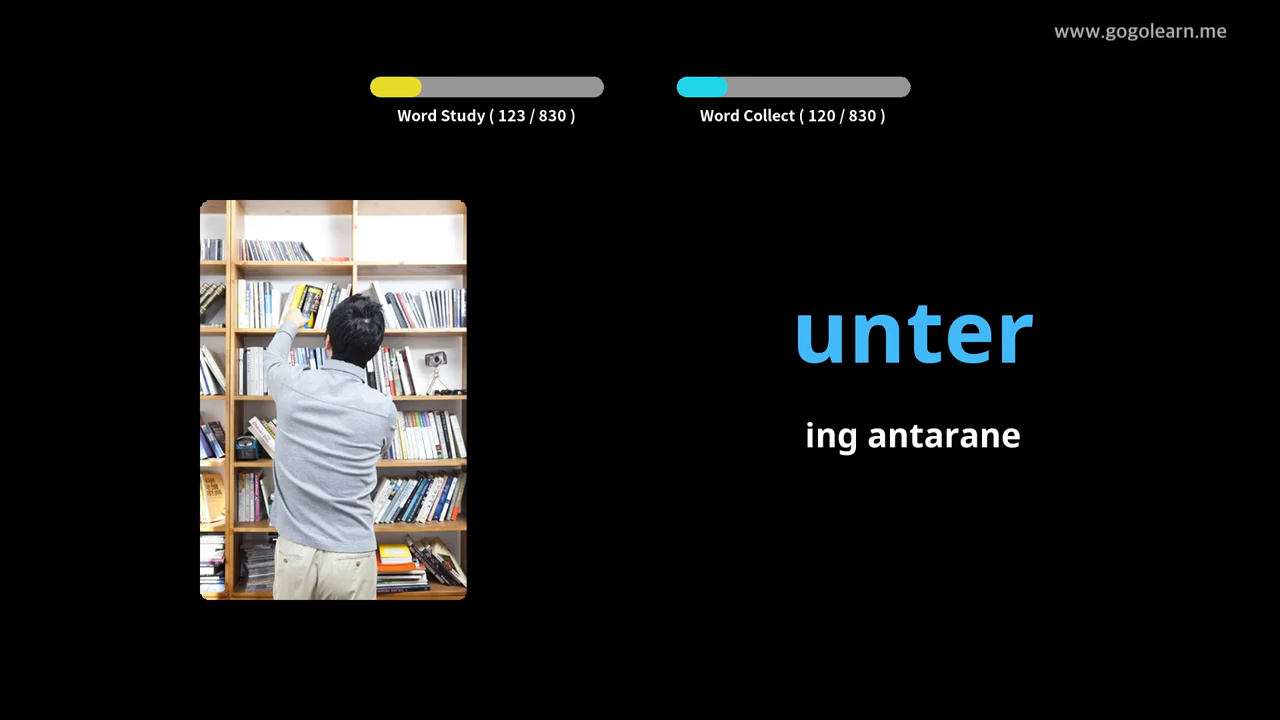 www.gogolearn.me
Word Study ( 123 / 830 )
Word Collect ( 120 / 830 )
unter
ing antarane